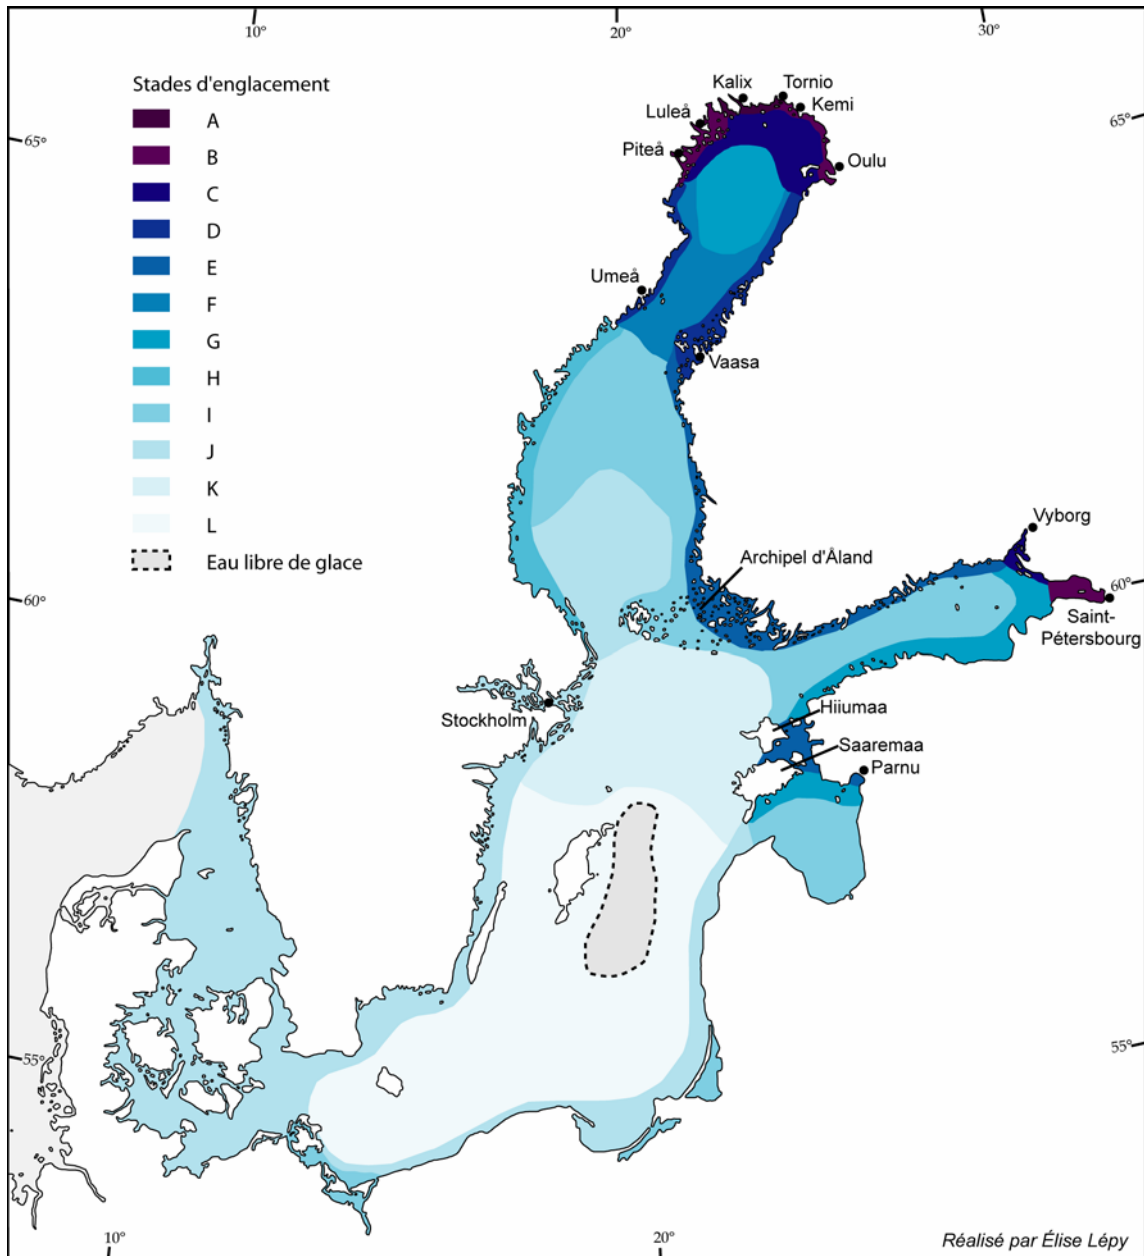 10°
20°
30°
Stades d'englacement
A
B
C
D
E
F
G
H
I
J
K
L
Eau libre de glace
65°
65°
Kalix
Tornio
Luleå
Kemi
Piteå
Oulu
Umeå
Vaasa
Vyborg
Archipel d'Åland
60°
60°
Saint-
Pétersbourg
Stockholm
Hiiumaa
Saaremaa
Parnu
55°
55°
10°
20°
Réalisé par Élise Lépy